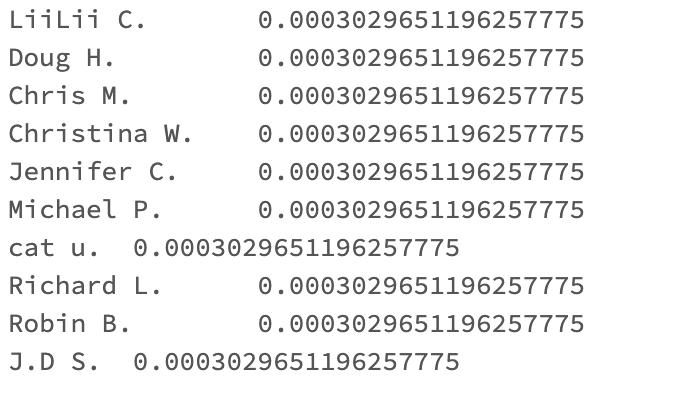 LiiLii C. 0.0003029651196257775
Doug H. 0.0003029651196257775
Chris M. 0.0003029651196257775
Christina W. 0.0003029651196257775
Jennifer C. 0.0003029651196257775
Michael P. 0.0003029651196257775
cat u. 0.0003029651196257775
Richard L. 0.0003029651196257775
Robin B. 0.0003029651196257775
J.D S. 0.0003029651196257775